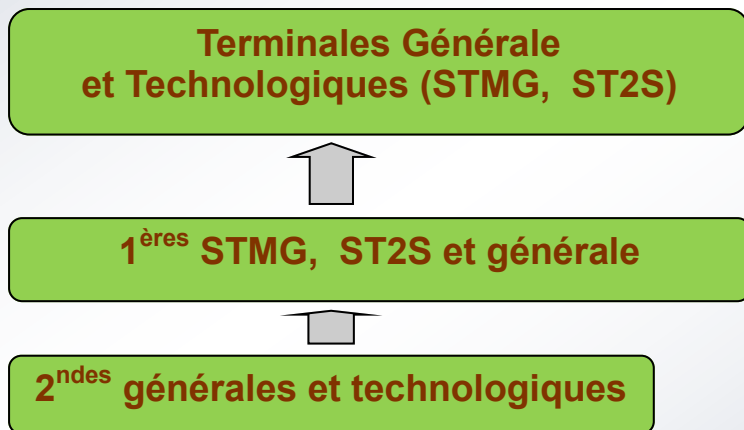 Terminales Générale
et Technologiques (STMG, ST2S)
1ères STMG, ST2S et générale
2ndes générales et technologiques